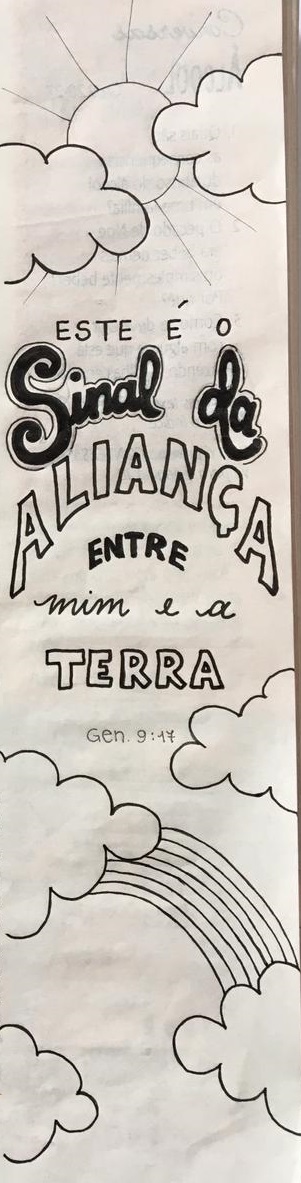 ESTE É O
Sinal da
ALIANÇA
ENTRE
mim e a
TERRA
Gen. 9:17